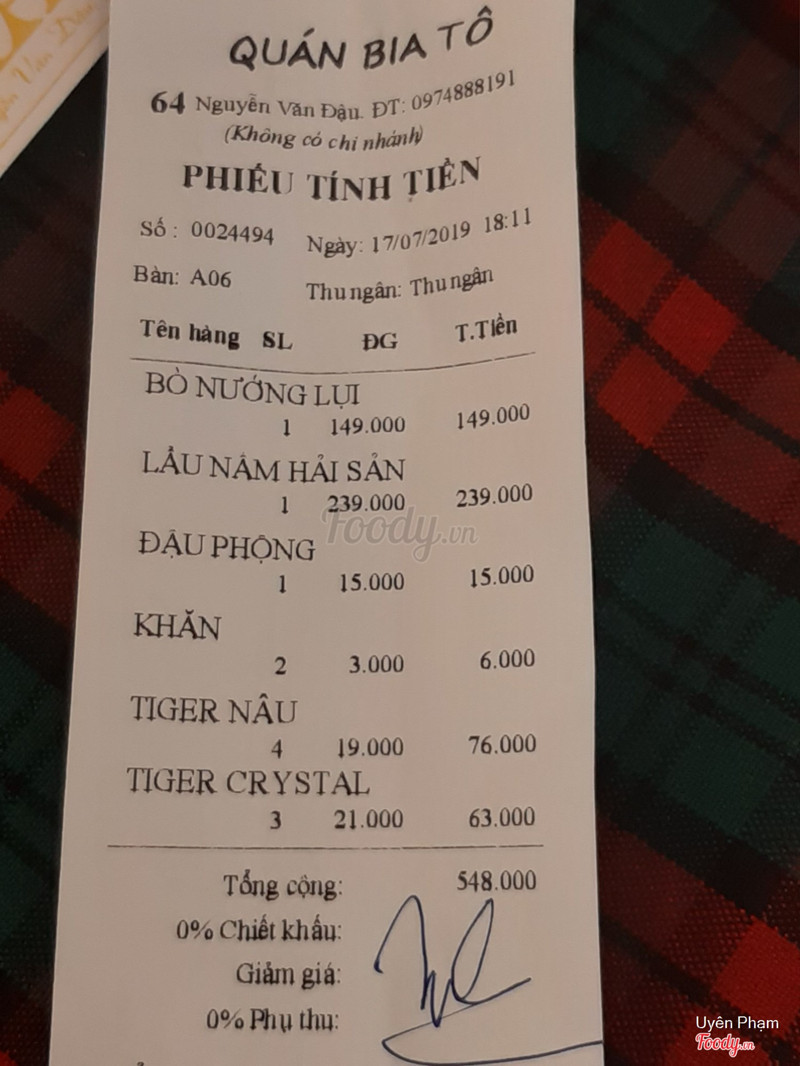 QUÁN BIA TÔ
64 Nguyễn Văn Đậu. ĐT: 0974888191
(Không có chi nhánh)
PHIẾU TÍNH TIỀN
Số : 0024494 Ngày: 17/07/2019 18:11
Bàn: A06 Thu ngân: Thu ngân
Tên hàng SL ĐG T.Tiền
BÒ NƯỚNG LỤI
1 149.000 149.000
LẨU NẤM HẢI SẢN
1 239.000 239.000
Foody.vn
ĐẬU PHỘNG
1 15.000 15.000
KHĂN
2 3.000 6.000
TIGER NÂU
4 19.000 76.000
TIGER CRYSTAL
3 21.000 63.000
Tổng cộng: 548.000
0% Chiết khấu:
Giảm giá:
0% Phụ thu:
Uyên Phạm
Foody.vn